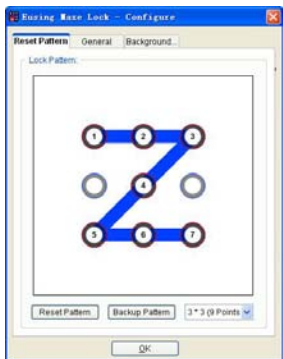 Eusing Maze Lock - Configure
Reset Pattern General Background...
Lock Pattern:
1 2 3
4
5 6 7
Reset Pattern Backup Pattern 3 * 3 (9 Points
OK